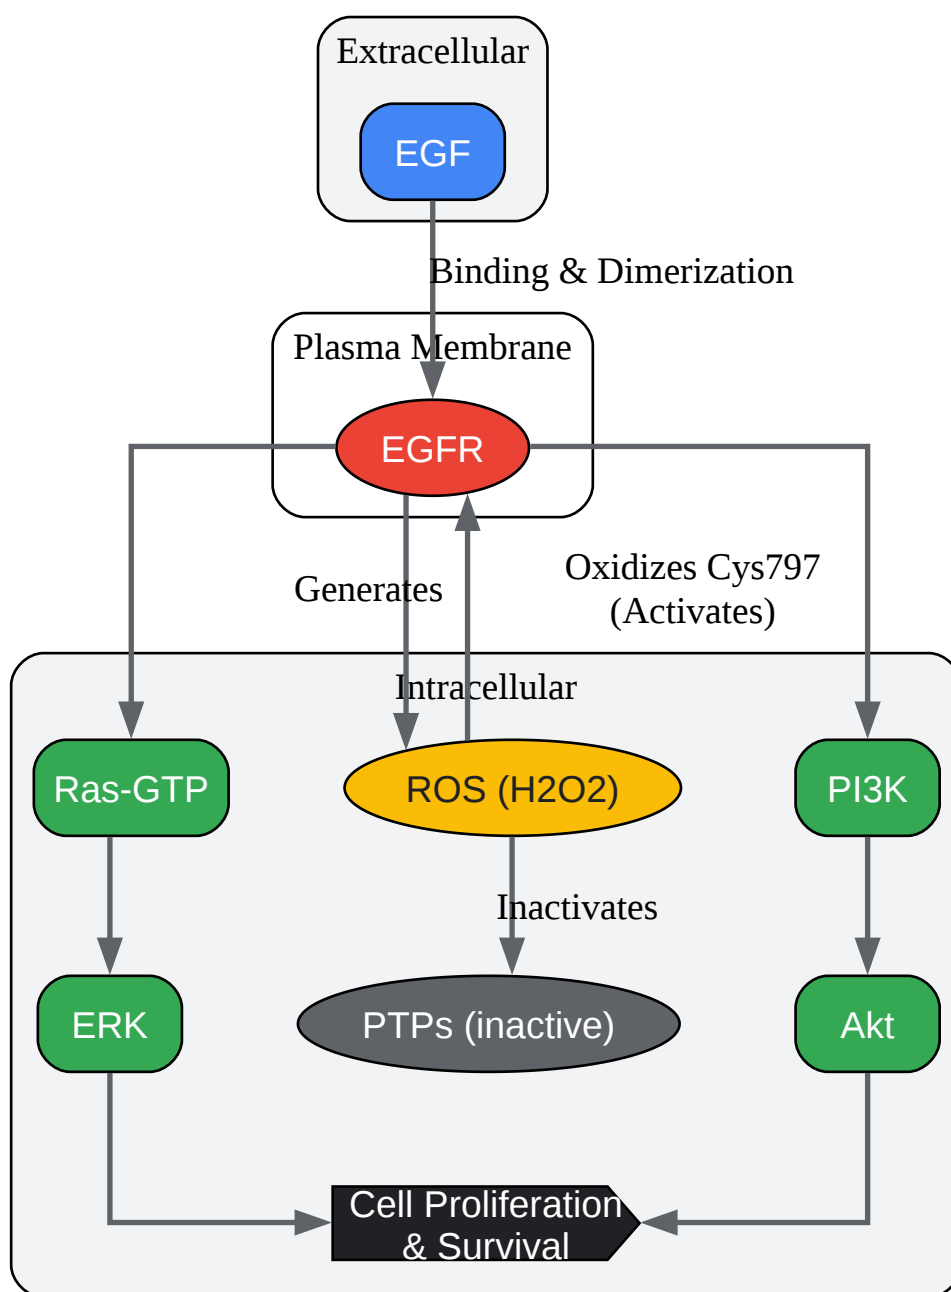 Extracellular
EGF
Binding & Dimerization
Plasma Membrane
EGFR
Generates
Oxidizes Cys797
(Activates)
Intracellular
Ras-GTP
ROS (H2O2)
PI3K
Inactivates
ERK
PTPs (inactive)
Akt
Cell Proliferation
& Survival